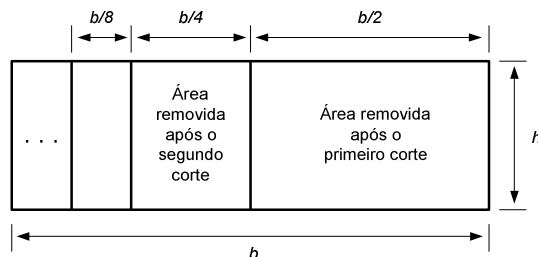 b/8
b/4
b/2
. . .
Área
removida
após o
segundo
corte
Área removida
após o
primeiro corte
h
b